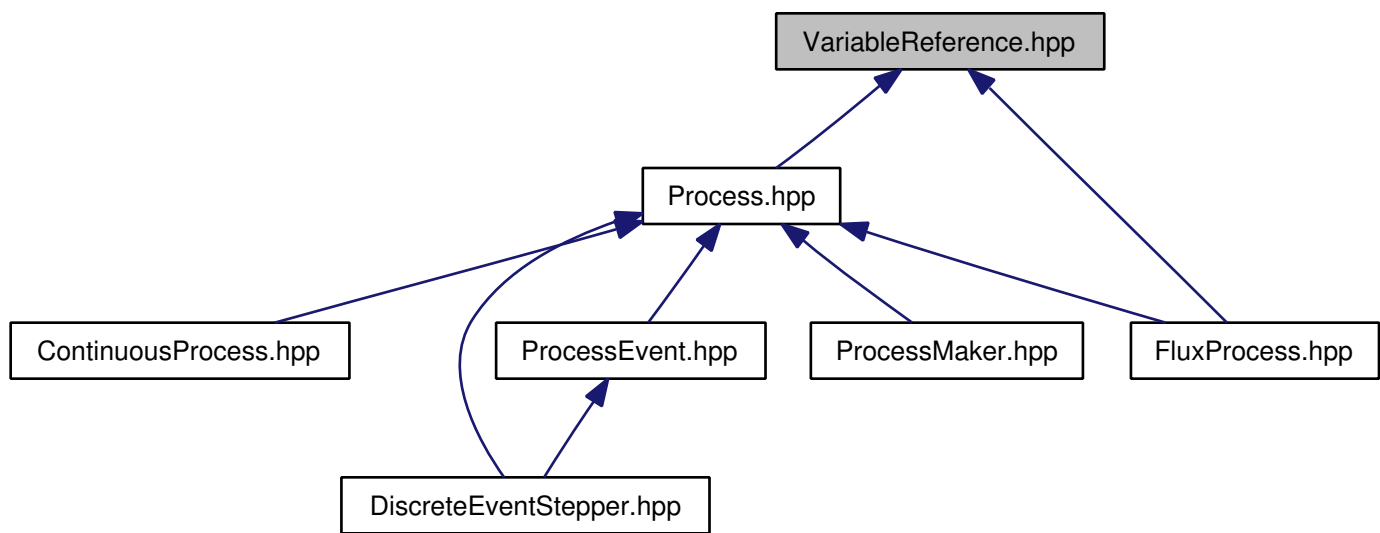 VariableReference.hpp
Process.hpp
ContinuousProcess.hpp
ProcessEvent.hpp
ProcessMaker.hpp
FluxProcess.hpp
DiscreteEventStepper.hpp